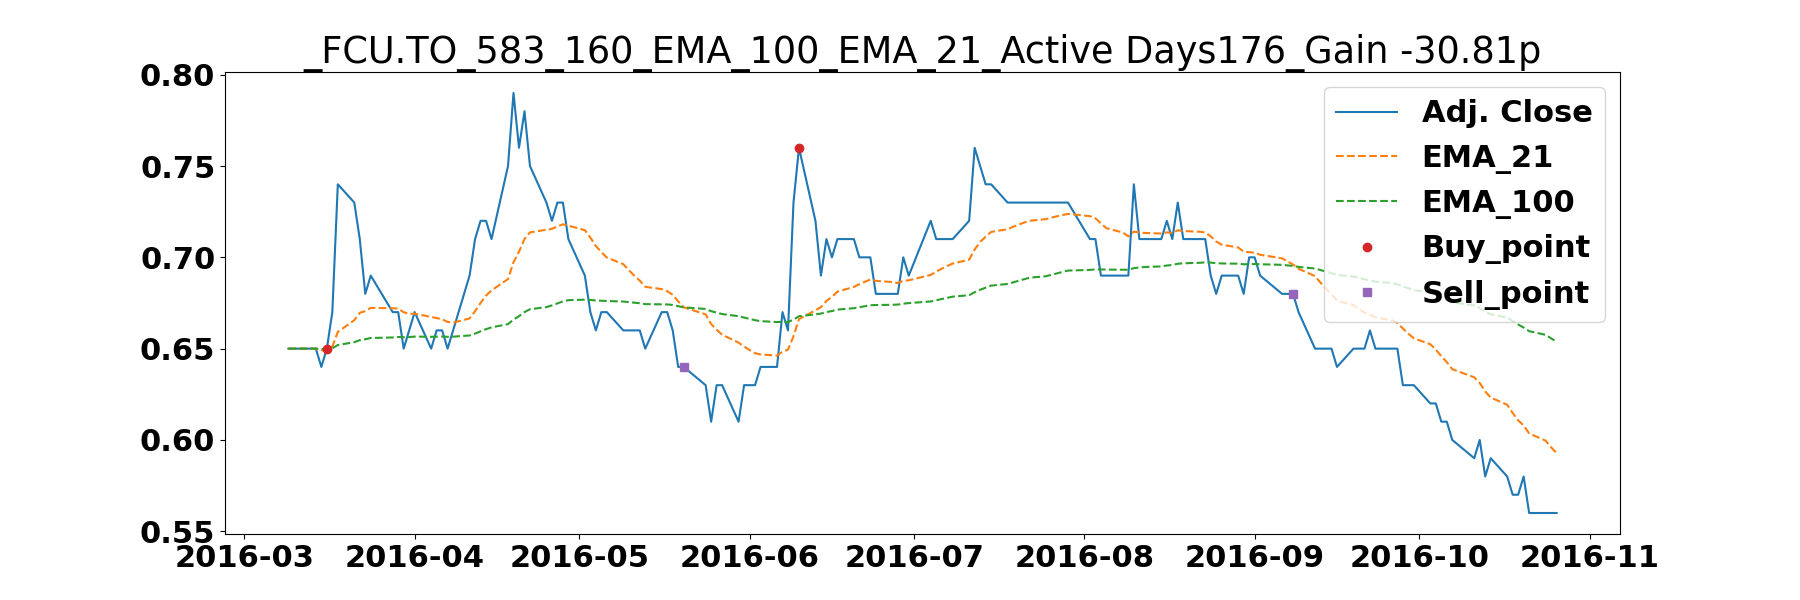 _FCU.TO_583_160_EMA_100_EMA_21_Active Days176_Gain -30.81p
0.80
0.75
0.70
0.65
0.60
0.55
Adj. Close
EMA_21
EMA_100
Buy_point
Sell_point
2016-03 2016-04 2016-05 2016-06 2016-07 2016-08 2016-09 2016-10 2016-11